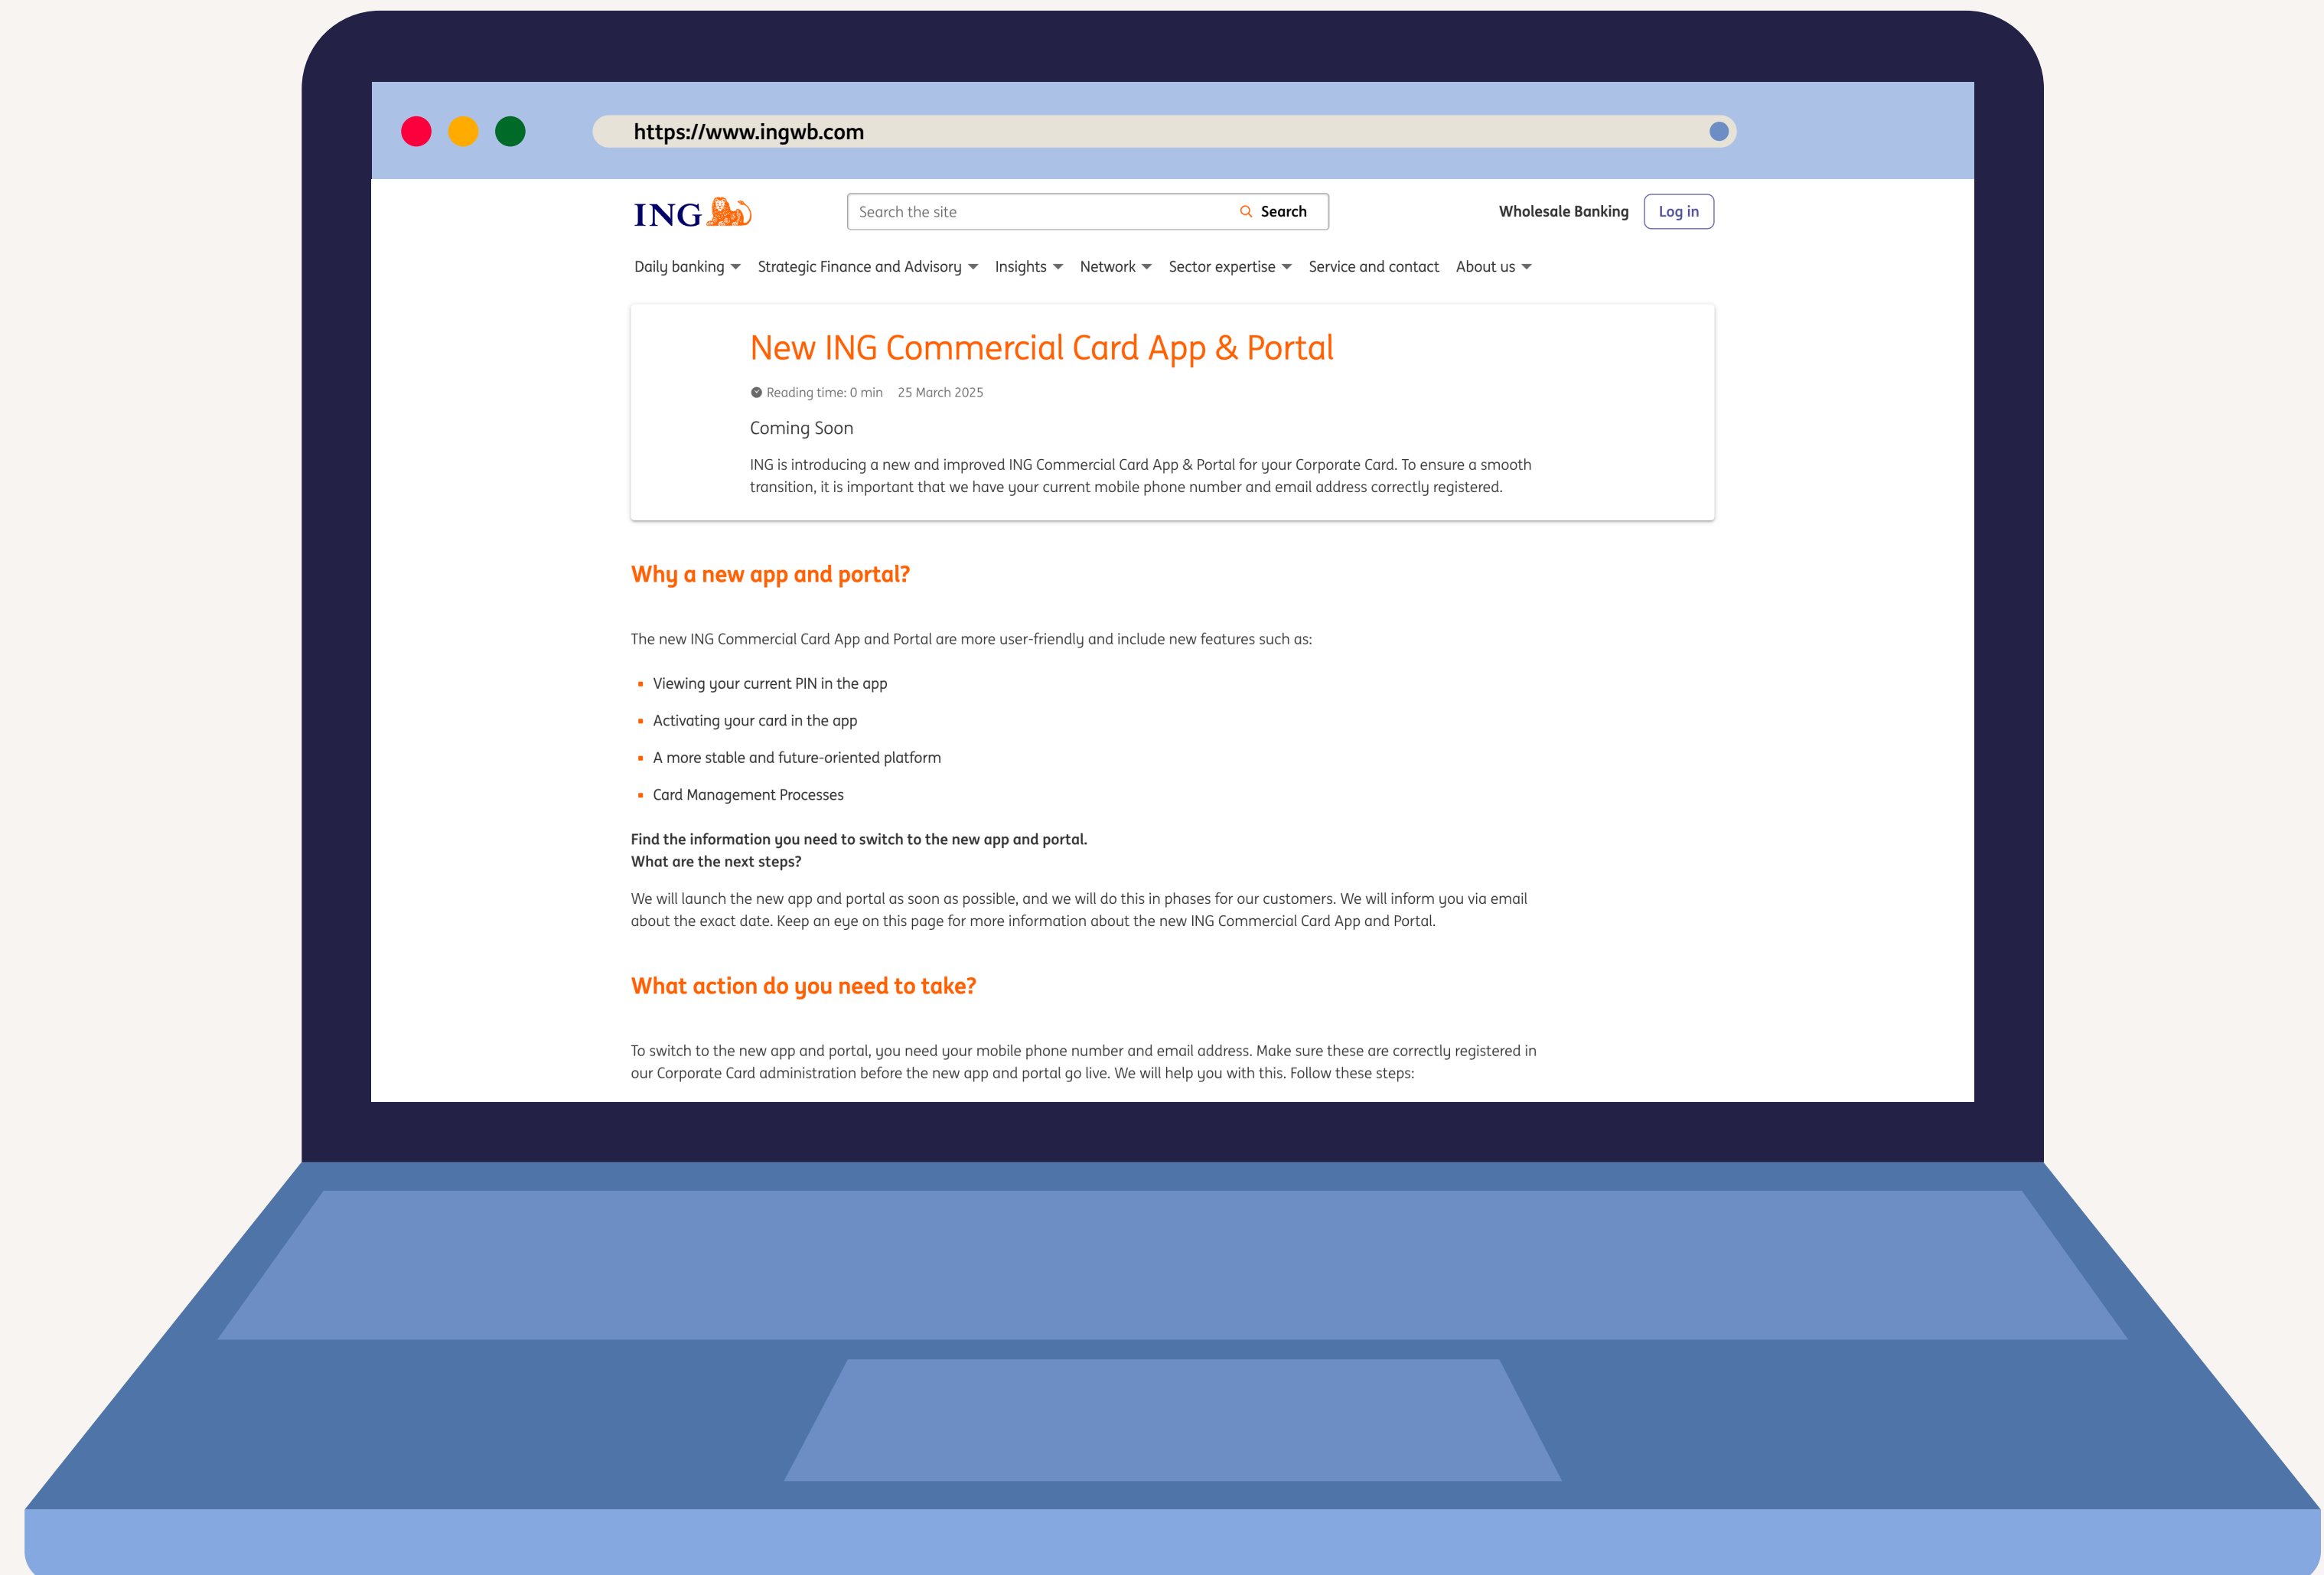 https://www.ingwb.com
ING
Search the site
Search
Wholesale Banking
Log in
Daily banking
Strategic Finance and Advisory
Insights
Network
Sector expertise
Service and contact
About us
New ING Commercial Card App & Portal
Reading time: 0 min 25 March 2025
Coming Soon
ING is introducing a new and improved ING Commercial Card App & Portal for your Corporate Card. To ensure a smooth
transition, it is important that we have your current mobile phone number and email address correctly registered.
Why a new app and portal?
The new ING Commercial Card App and Portal are more user-friendly and include new features such as:
Viewing your current PIN in the app
Activating your card in the app
A more stable and future-oriented platform
Card Management Processes
Find the information you need to switch to the new app and portal.
What are the next steps?
We will launch the new app and portal as soon as possible, and we will do this in phases for our customers. We will inform you via email
about the exact date. Keep an eye on this page for more information about the new ING Commercial Card App and Portal.
What action do you need to take?
To switch to the new app and portal, you need your mobile phone number and email address. Make sure these are correctly registered in
our Corporate Card administration before the new app and portal go live. We will help you with this. Follow these steps: